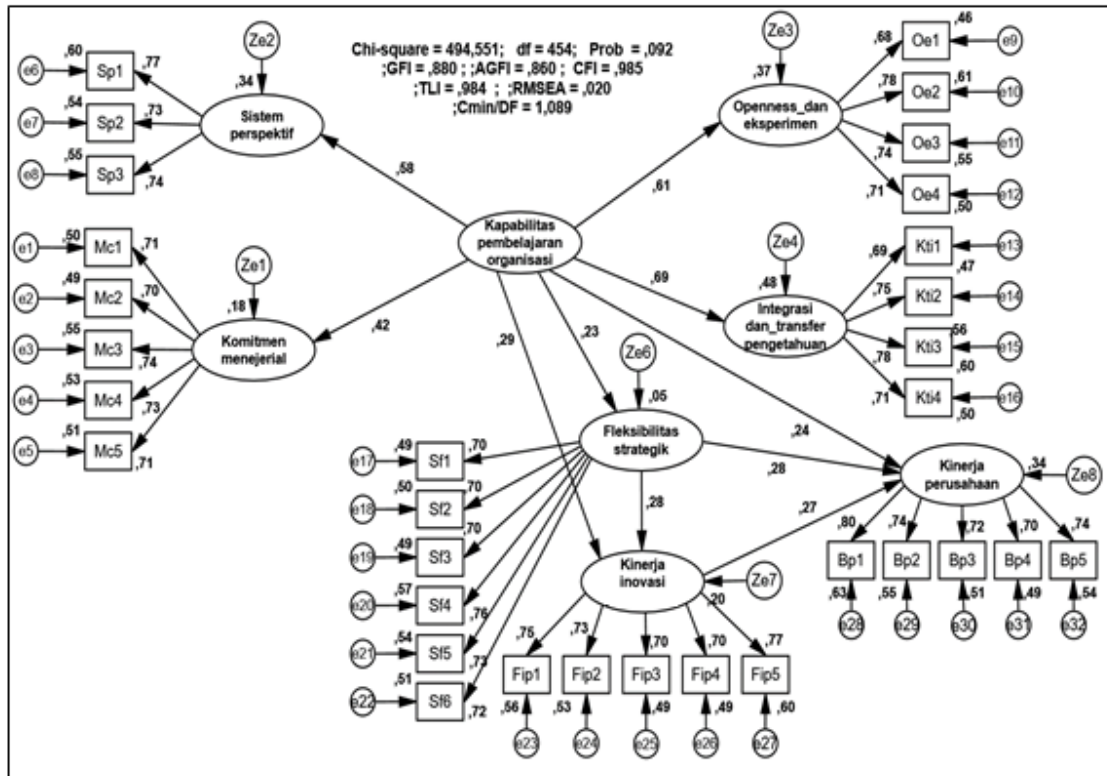 Chi-square = 494,551; df = 454; Prob = ,092
;GFI = ,880 ; ;AGFI = ,860 ; CFI = ,985
;TLI = ,984 ; ;RMSEA = ,020
;Cmin/DF = 1,089
Ze2
,34
Sistem
perspektif
,58
e6
,60
Sp1
,77
e7
,54
Sp2
,73
e8
,55
Sp3
,74
Ze1
,18
Komitmen
menejerial
,42
e1
,50
Mc1
,71
e2
,49
Mc2
,70
e3
,55
Mc3
,74
e4
,53
Mc4
,73
e5
,51
Mc5
,71
Kapabilitas
pembelajaran
organisasi
Ze3
,37
Openness_dan
eksperimen
,61
,68
Oe1
,46
e9
,78
Oe2
,61
e10
,74
Oe3
,55
e11
,71
Oe4
,50
e12
Ze4
,48
Integrasi
dan_transfer
pengetahuan
,69
,69
Kti1
,47
e13
,75
Kti2
,56
e14
,78
Kti3
,60
e15
,71
Kti4
,50
e16
,29
,23
,24
Ze6
,05
Fleksibilitas
strategik
,28
,28
,27
e17
,49
Sf1
,70
e18
,50
Sf2
,70
e19
,49
Sf3
,70
e20
,57
Sf4
,76
e21
,54
Sf5
,73
e22
,51
Sf6
,72
Kinerja
inovasi
Ze7
,20
,75
,73
,70
,70
,77
Fip1
Fip2
Fip3
Fip4
Fip5
,56
,53
,49
,49
,60
e23
e24
e25
e26
e27
Kinerja
perusahaan
,34
Ze8
,80
,74
,72
,70
,74
Bp1
Bp2
Bp3
Bp4
Bp5
,63
,55
,51
,49
,54
e28
e29
e30
e31
e32